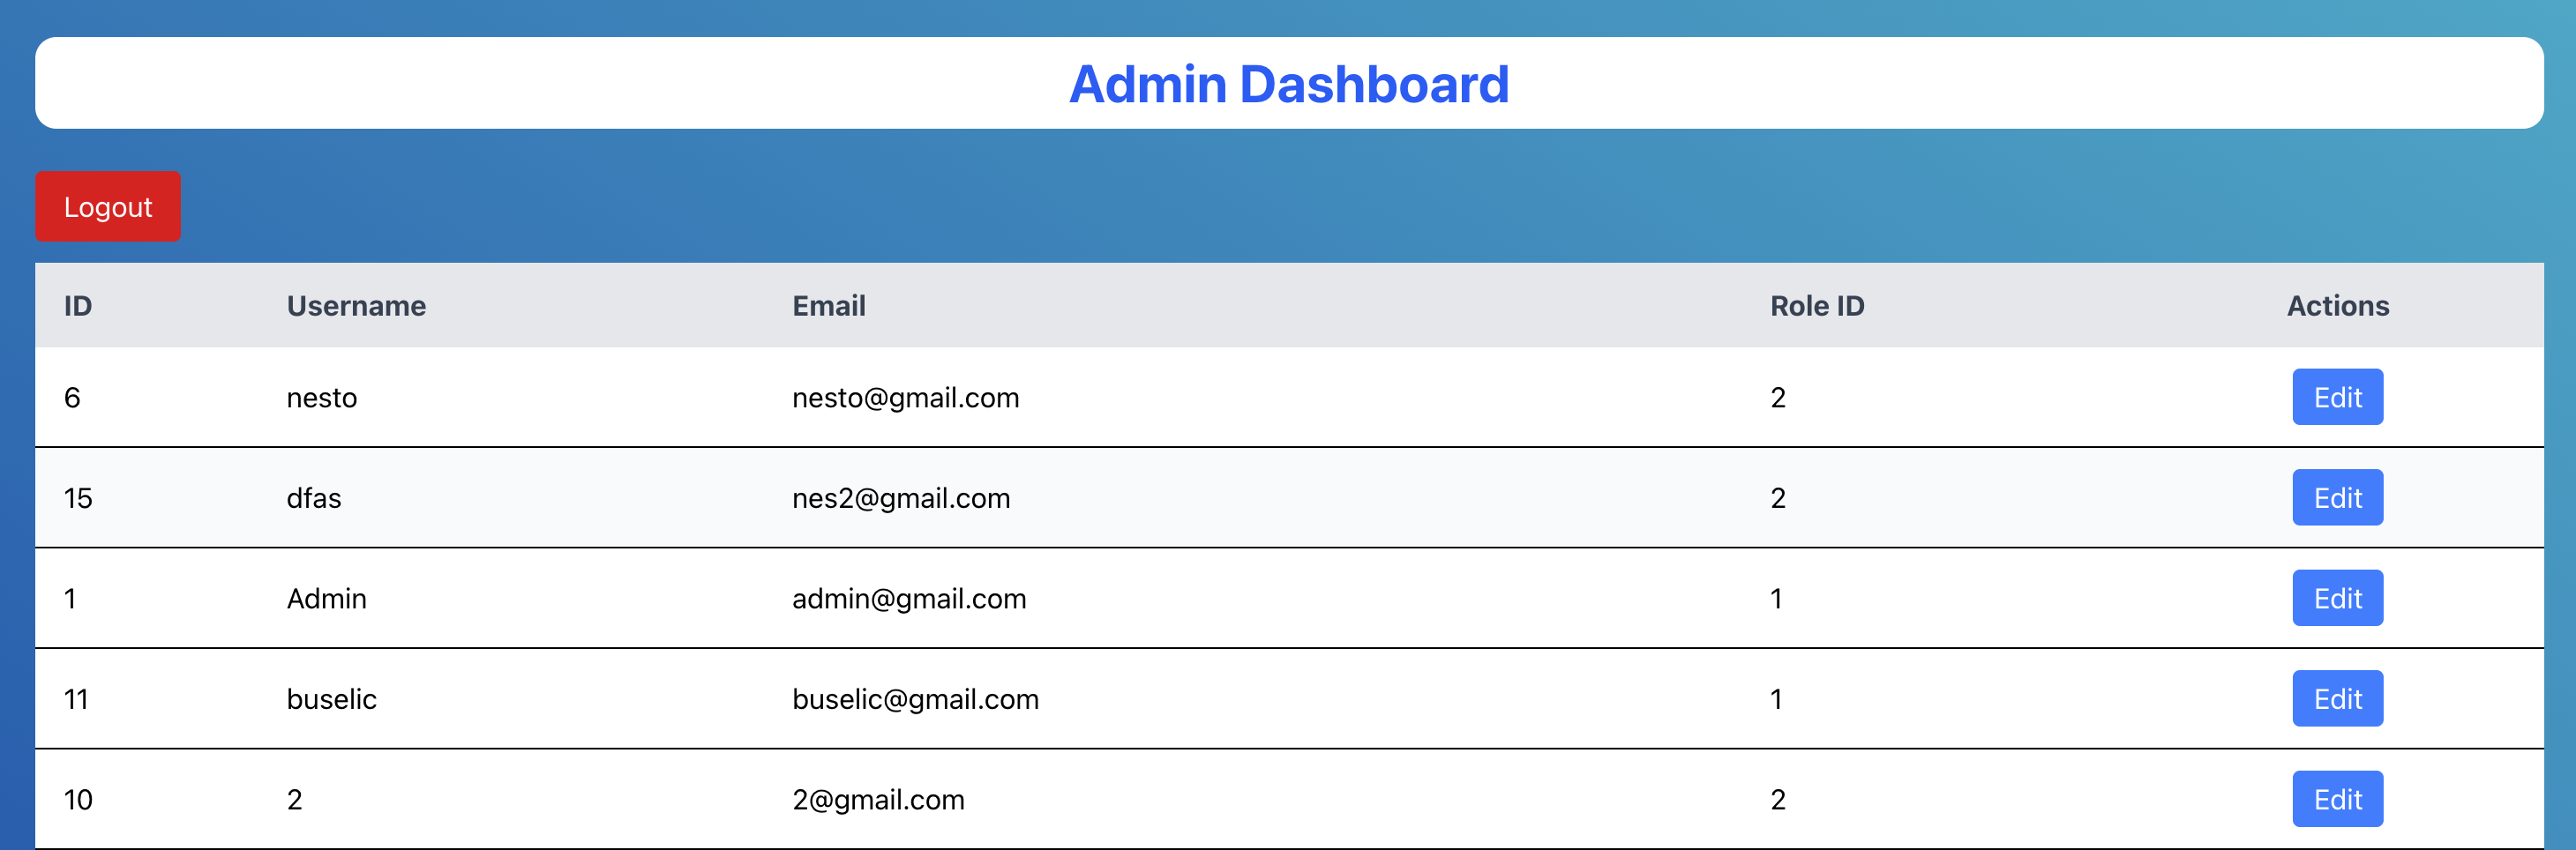 Admin Dashboard
Logout
ID Username Email Role ID Actions
6 nesto nesto@gmail.com 2 Edit
15 dfas nes2@gmail.com 2 Edit
1 Admin admin@gmail.com 1 Edit
11 buselic buselic@gmail.com 1 Edit
10 2 2@gmail.com 2 Edit